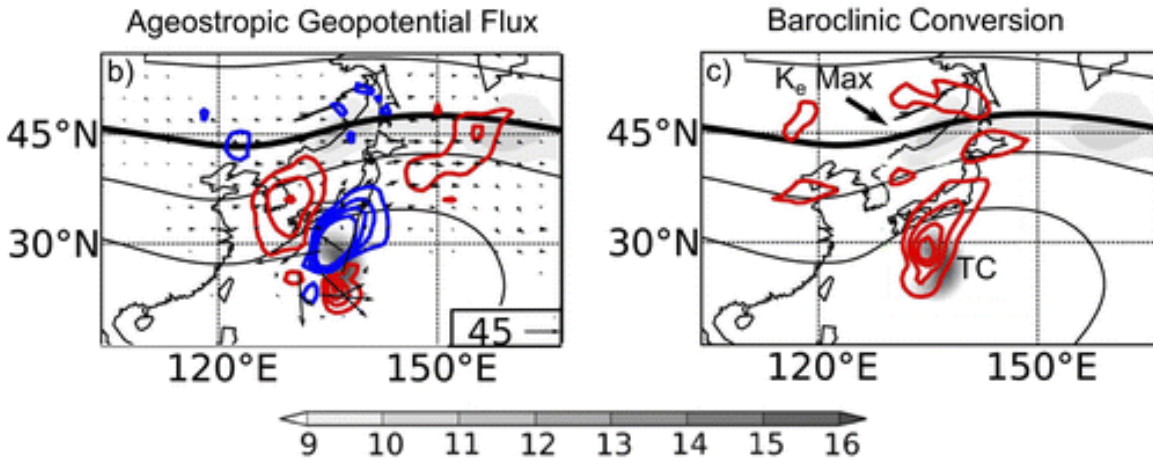 Ageostropic Geopotential Flux
Baroclinic Conversion
b)
c)
Kₑ Max
45°N
45°N
30°N
30°N
TC
45
120°E
150°E
120°E
150°E
9 10 11 12 13 14 15 16